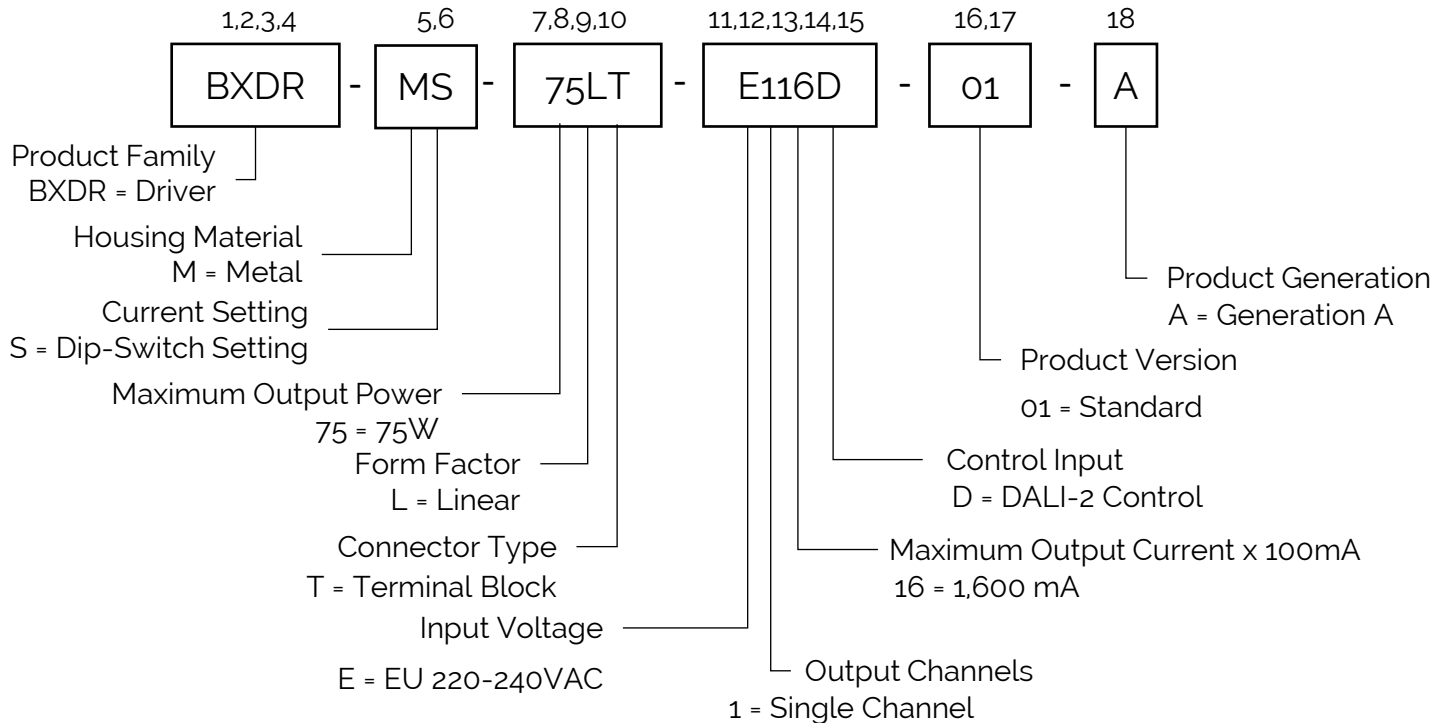 1,2,3,4 5,6 7,8,9,10 11,12,13,14,15 16,17 18
BXDR - MS - 75LT - E116D - 01 - A
Product Family
BXDR = Driver
Housing Material
M = Metal
Current Setting
S = Dip-Switch Setting
Maximum Output Power
75 = 75W
Form Factor
L = Linear
Connector Type
T = Terminal Block
Input Voltage
E = EU 220-240VAC
Output Channels
1 = Single Channel
Maximum Output Current x 100mA
16 = 1,600 mA
Control Input
D = DALI-2 Control
Product Version
01 = Standard
Product Generation
A = Generation A